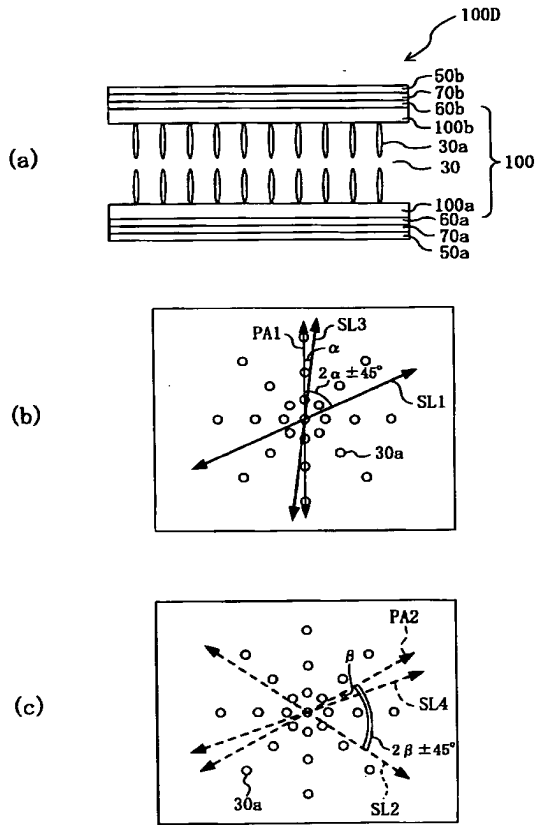 100D
50b
70b
60b
100b
(a)
30a
30
100
100a
60a
70a
50a
PA1
SL3
α
2α±45°
SL1
(b)
30a
PA2
β
SL4
(c)
2β±45°
30a
SL2